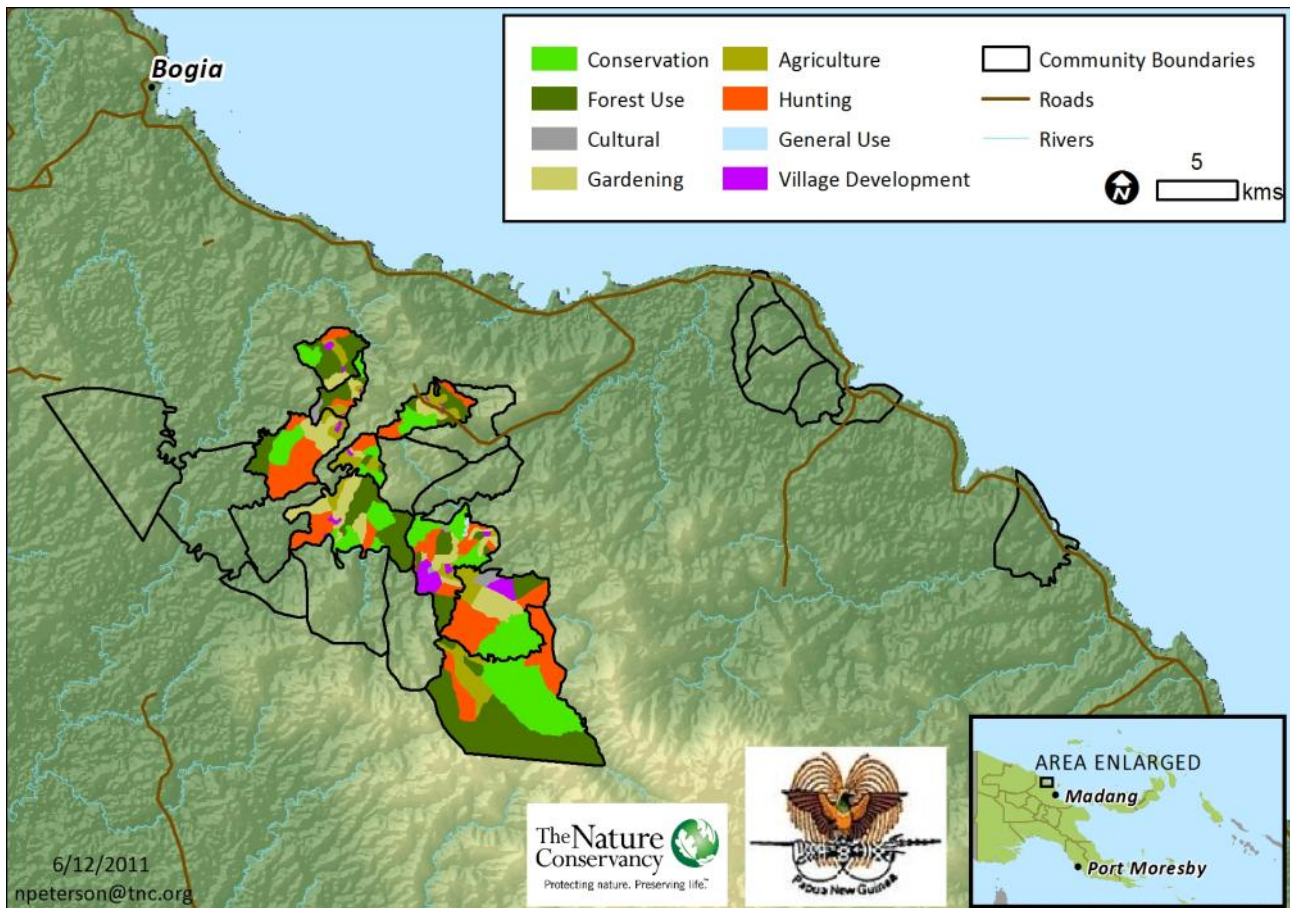 Bogia
Conservation
Forest Use
Cultural
Gardening
Agriculture
Hunting
General Use
Village Development
Community Boundaries
Roads
Rivers
N
5
kms
AREA ENLARGED
Madang
Port Moresby
The Nature
Conservancy
Protecting nature. Preserving life.™
Papua New Guinea
6/12/2011
npeterson@tnc.org